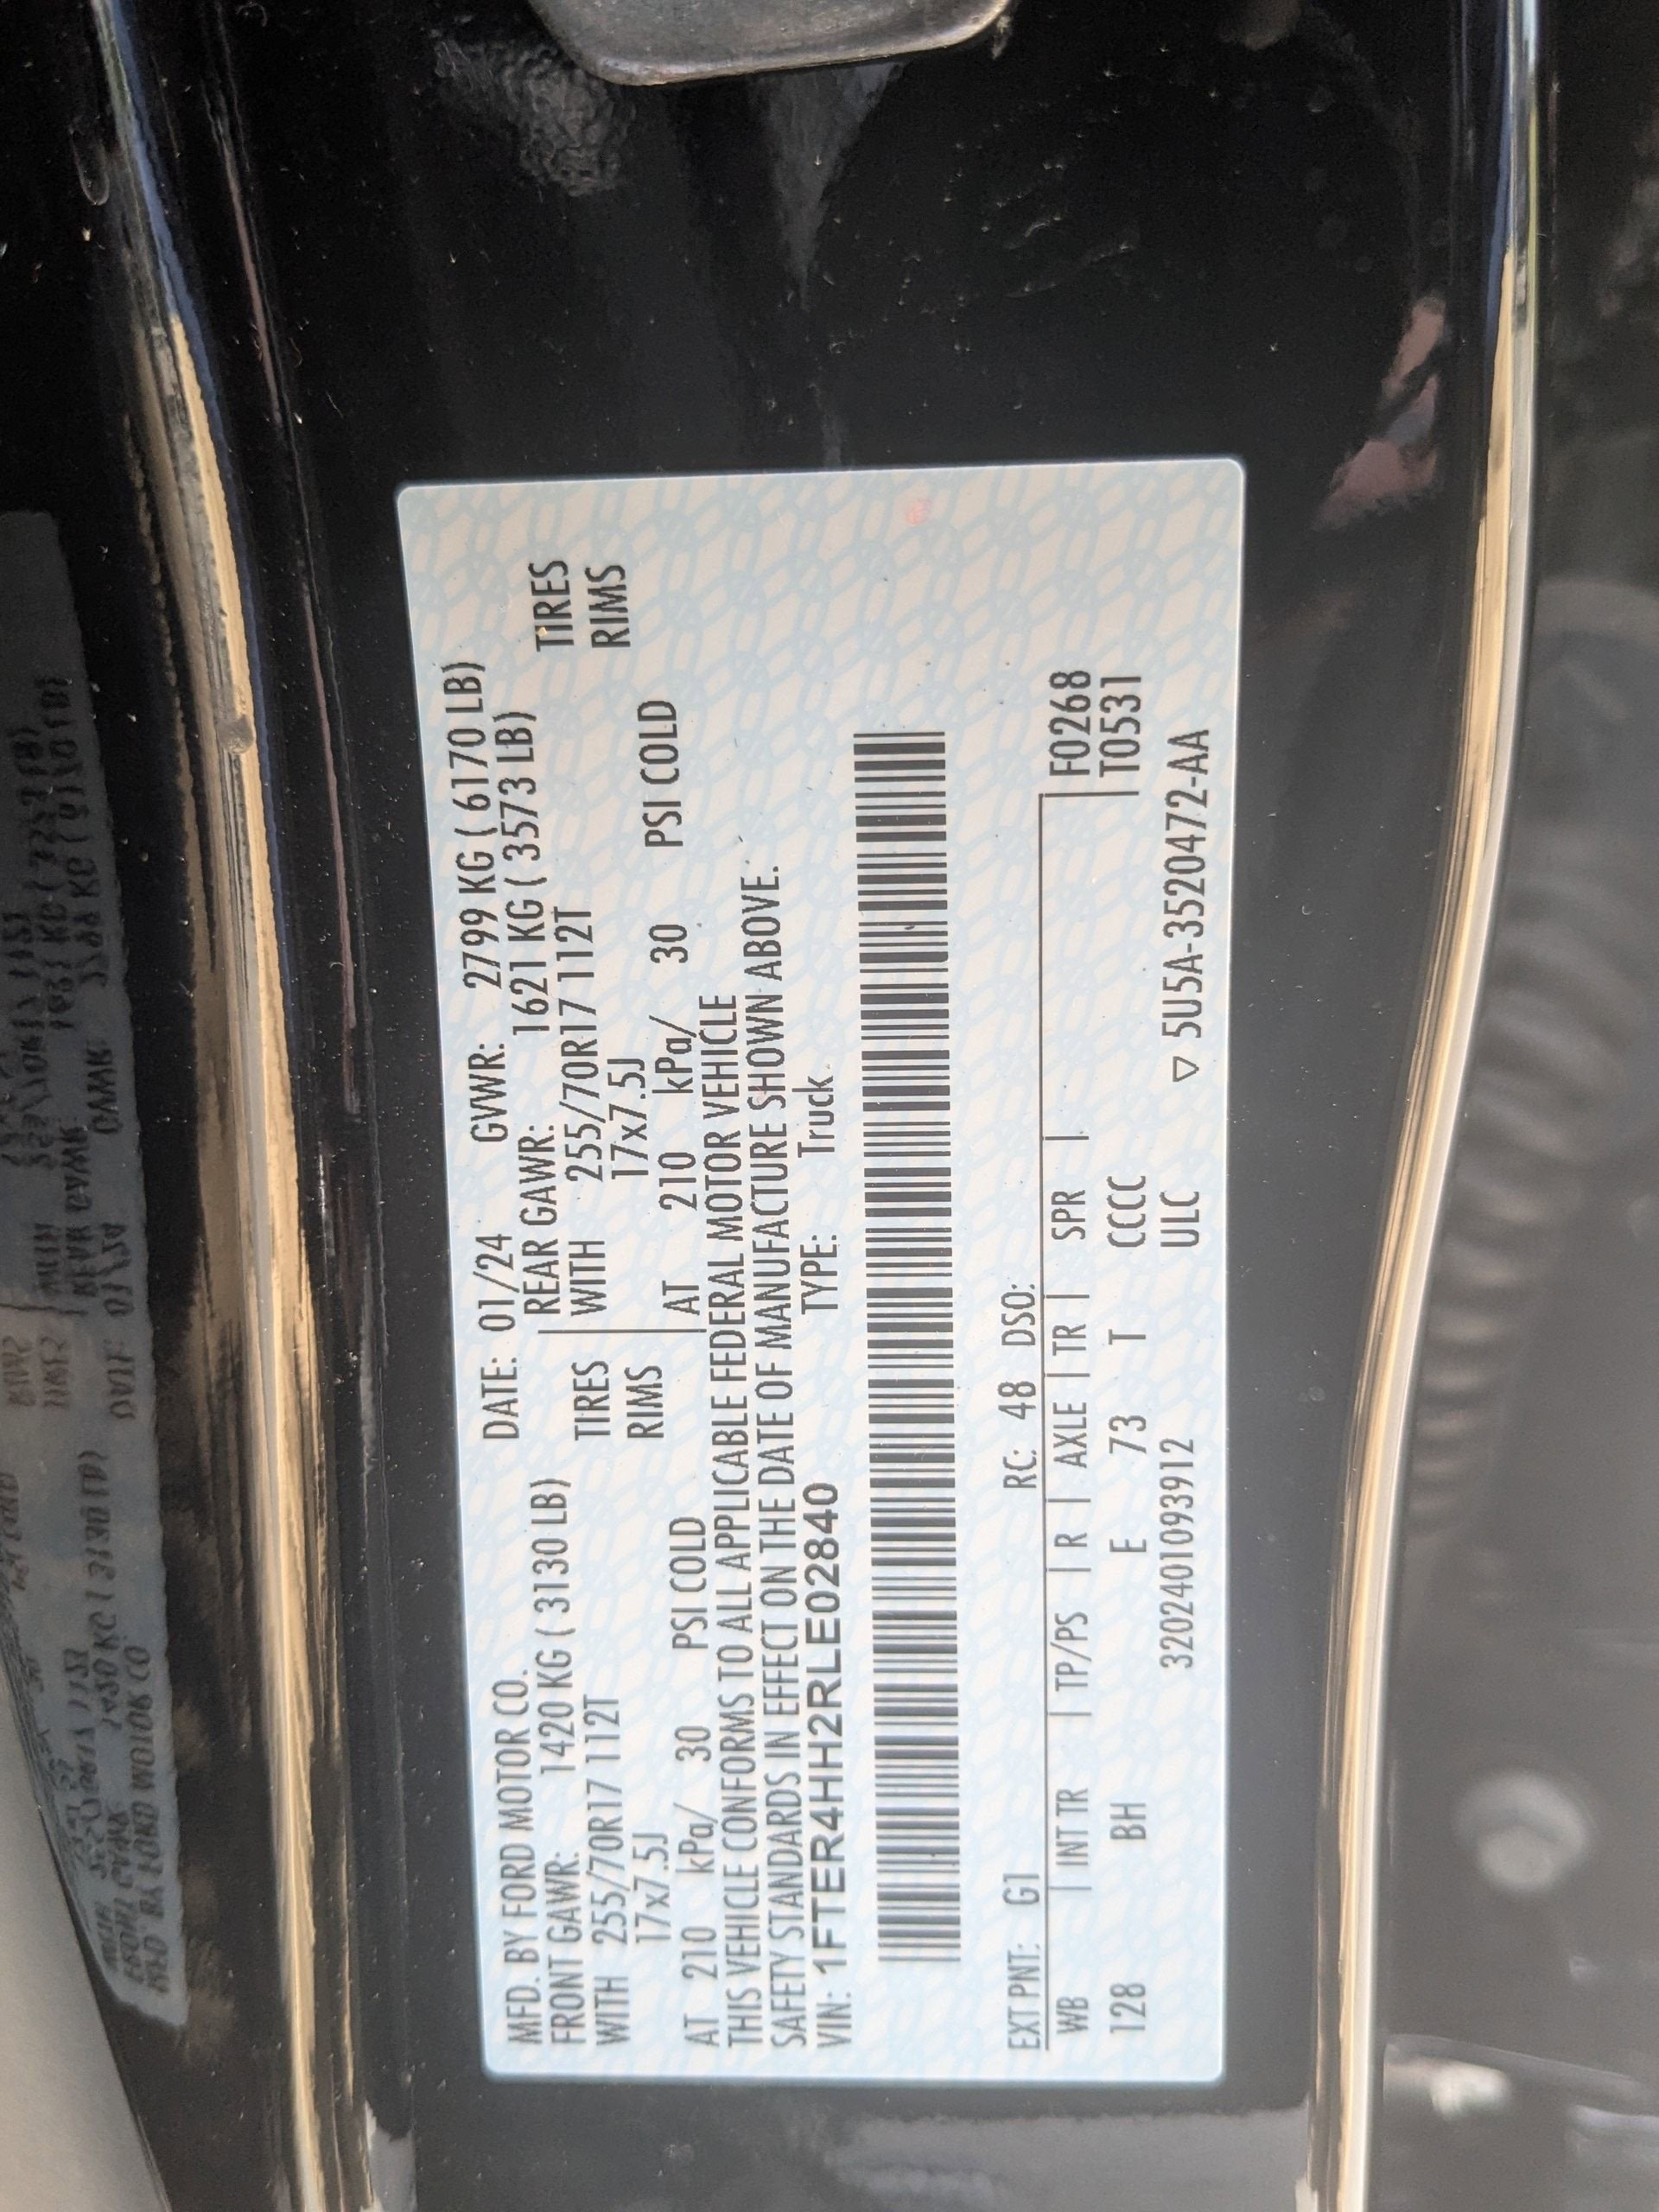 MFD. BY FORD MOTOR CO. DATE: 01/24 GVWR: 2799 KG ( 6170 LB)
FRONT GAWR: 1420 KG ( 3130 LB) REAR GAWR: 1621 KG ( 3573 LB)
WITH 255/70R17 112T TIRES WITH 255/70R17 112T TIRES
17x7.5J RIMS 17x7.5J RIMS
AT 210 kPa/ 30 PSI COLD AT 210 kPa/ 30 PSI COLD
THIS VEHICLE CONFORMS TO ALL APPLICABLE FEDERAL MOTOR VEHICLE
SAFETY STANDARDS IN EFFECT ON THE DATE OF MANUFACTURE SHOWN ABOVE.
VIN: 1FTER4HH2RLE02840 TYPE: Truck
EXT PNT: G1 RC: 48 DSO:
WB | INT TR | TP/PS | R | AXLE | TR | SPR | F0268
128 BH E 73 T CCCC T0531
3202401093912 ULC ▽ 5U5A-3520472-AA